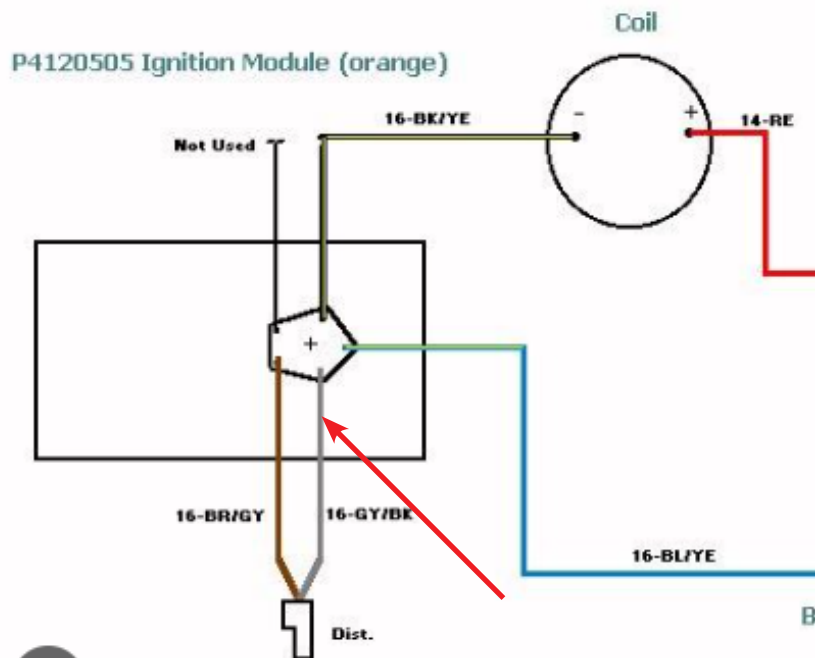 Coil
P4120505 Ignition Module (orange)
16-BK/YE
-
+
14-RE
Not Used
+
16-BR/GY
16-GY/BK
16-BL/YE
B
Dist.